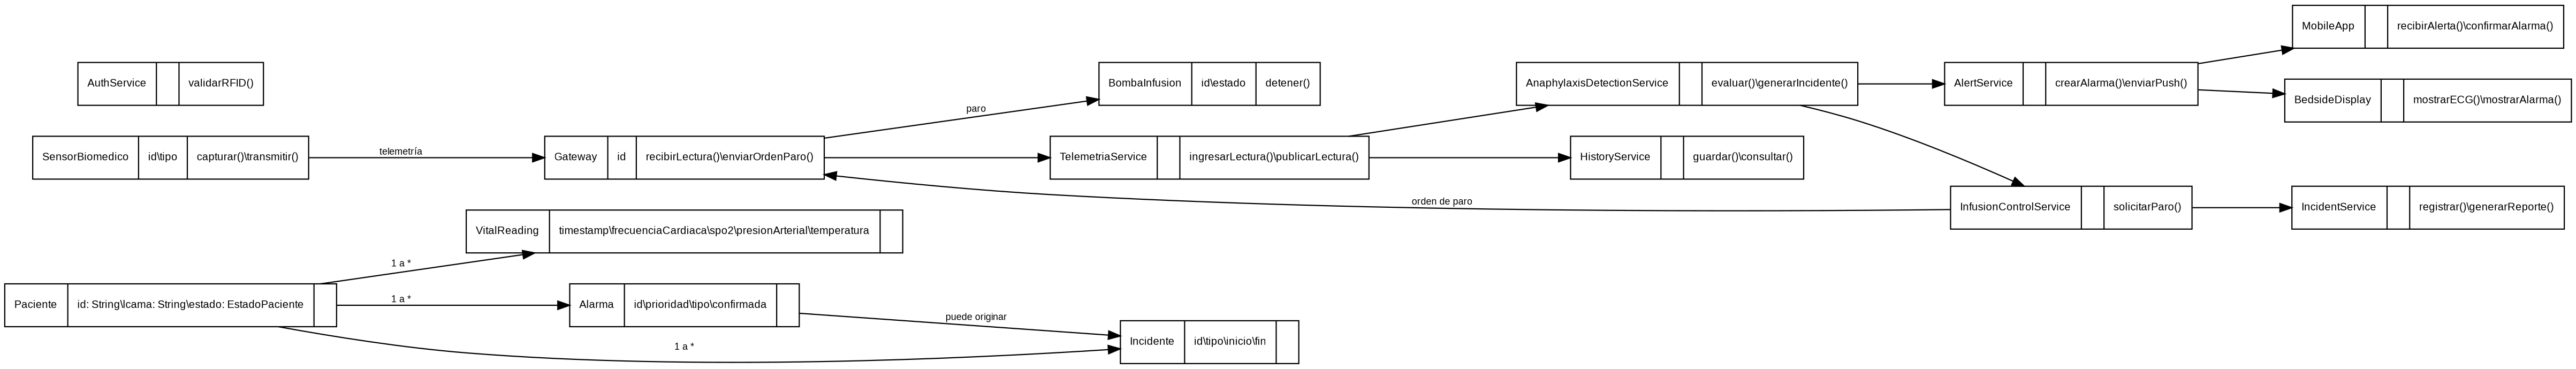 MobileApp recibirAlerta()\confirmarAlarma()
AuthService validarRFID()
BombaInfusion id\estado detener()
AnaphylaxisDetectionService evaluar()\generarIncidente()
AlertService crearAlarma()\enviarPush()
BedsideDisplay mostrarECG()\mostrarAlarma()
paro
SensorBiomedico id\tipo capturar()\transmitir()
telemetría
Gateway id recibirLectura()\enviarOrdenParo()
TelemetriaService ingresarLectura()\publicarLectura()
HistoryService guardar()\consultar()
orden de paro
InfusionControlService solicitarParo()
IncidentService registrar()\generarReporte()
VitalReading timestamp\frecuenciaCardiaca\spo2\presionArterial\temperatura
1 a *
Paciente id: String\lcama: String\estado: EstadoPaciente
1 a *
Alarma id\prioridad\tipo\confirmada
puede originar
1 a *
Incidente id\tipo\inicio\fin